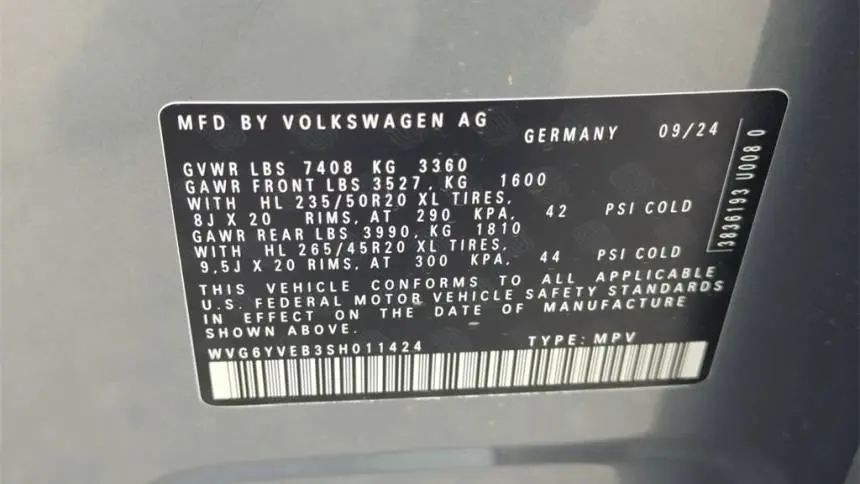 MFD BY VOLKSWAGEN AG
GERMANY 09/24
GVWR LBS 7408 KG 3360
GAWR FRONT LBS 3527, KG 1600
WITH HL 235/50R20 XL TIRES,
8J X 20 RIMS, AT 290 KPA, 42 PSI COLD
GAWR REAR LBS 3990, KG 1810
WITH HL 265/45R20 XL TIRES,
9,5J X 20 RIMS, AT 300 KPA, 44 PSI COLD
THIS VEHICLE CONFORMS TO ALL APPLICABLE
U.S. FEDERAL MOTOR VEHICLE SAFETY STANDARDS
IN EFFECT ON THE DATE OF MANUFACTURE
SHOWN ABOVE.
WVG6YVEB3SH011424 TYPE: MPV
3836193 U008 0